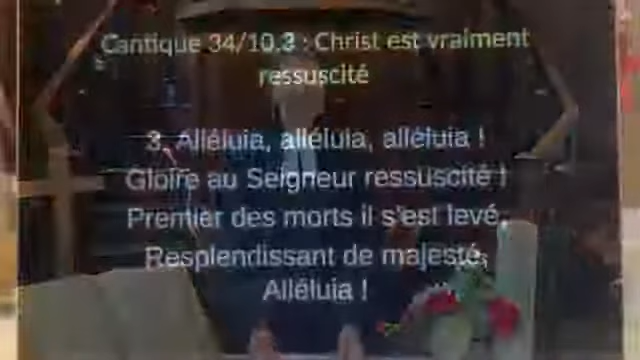 Cantique 34/10.3 : Christ est vraiment
ressuscité
3. Alléluia, alléluia, alléluia !
Gloire au Seigneur ressuscité !
Premier des morts il s'est levé,
Resplendissant de majesté,
Alléluia !